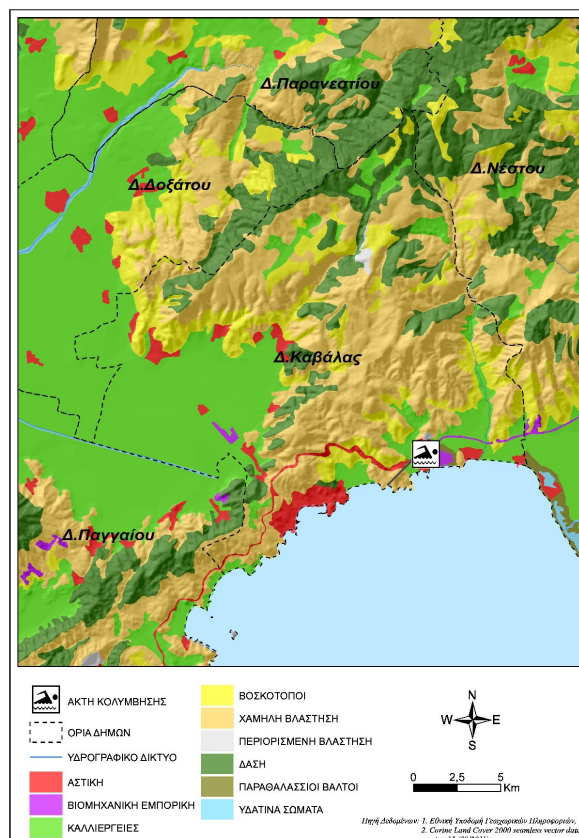 Δ.Παρανεστίου
Δ.Νέστου
Δ.Δοξάτου
Δ.Καβάλας
Δ.Παγγαίου
ΑΚΤΗ ΚΟΛΥΜΒΗΣΗΣ
ΟΡΙΑ ΔΗΜΩΝ
ΥΔΡΟΓΡΑΦΙΚΟ ΔΙΚΤΥΟ
ΑΣΤΙΚΗ
ΒΙΟΜΗΧΑΝΙΚΗ ΕΜΠΟΡΙΚΗ
ΚΑΛΛΙΕΡΓΕΙΕΣ
ΒΟΣΚΟΤΟΠΟΙ
ΧΑΜΗΛΗ ΒΛΑΣΤΗΣΗ
ΠΕΡΙΟΡΙΣΜΕΝΗ ΒΛΑΣΤΗΣΗ
ΔΑΣΗ
ΠΑΡΑΘΑΛΑΣΣΙΟΙ ΒΑΛΤΟΙ
ΥΔΑΤΙΝΑ ΣΩΜΑΤΑ
N
W E
S
0 2,5 5
Km
Πηγή Δεδομένων: 1. Εθνική Υποδομή Γεωχωρικών Πληροφοριών,
2. Corine Land Cover 2000 seamless vector data